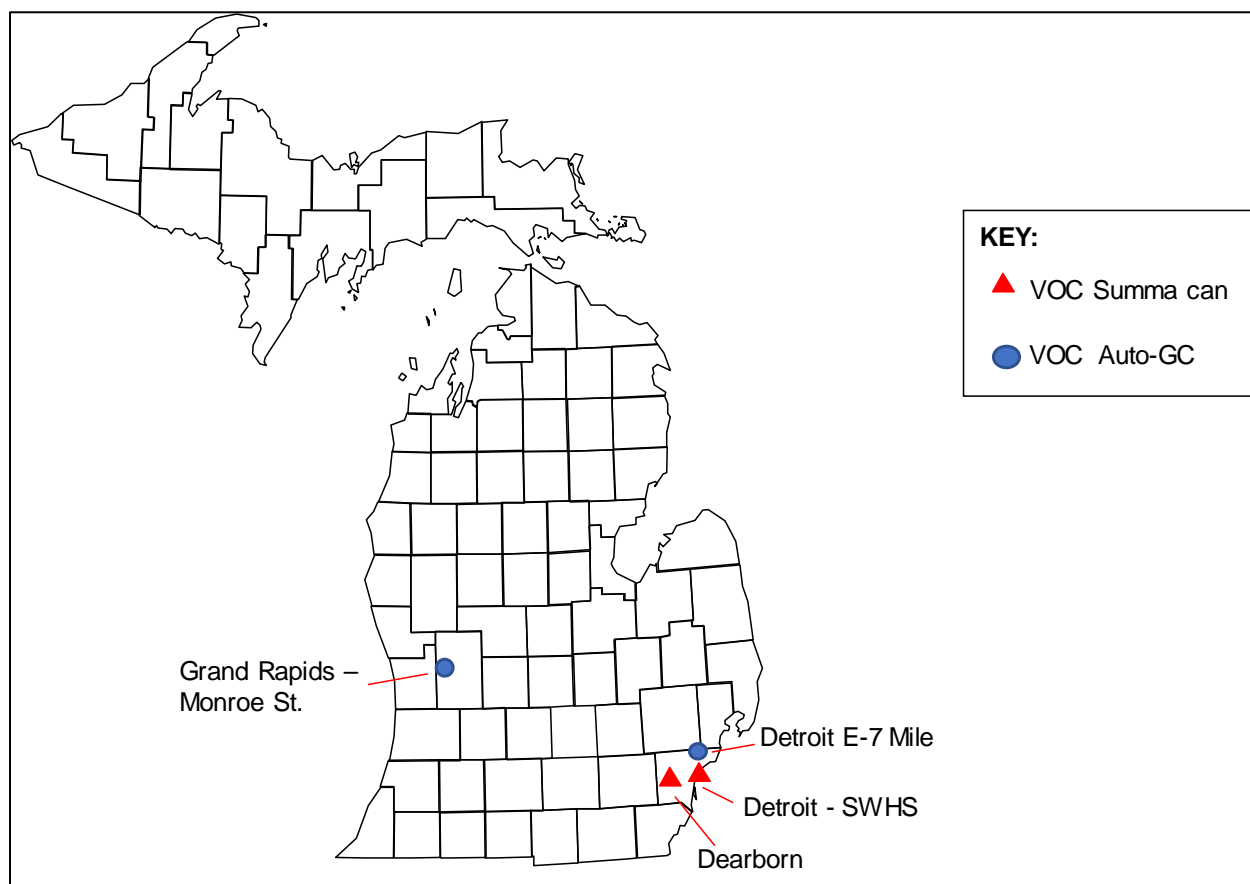 KEY:
VOC Summa can
VOC Auto-GC
Grand Rapids –
Monroe St.
Detroit E-7 Mile
Detroit - SWHS
Dearborn